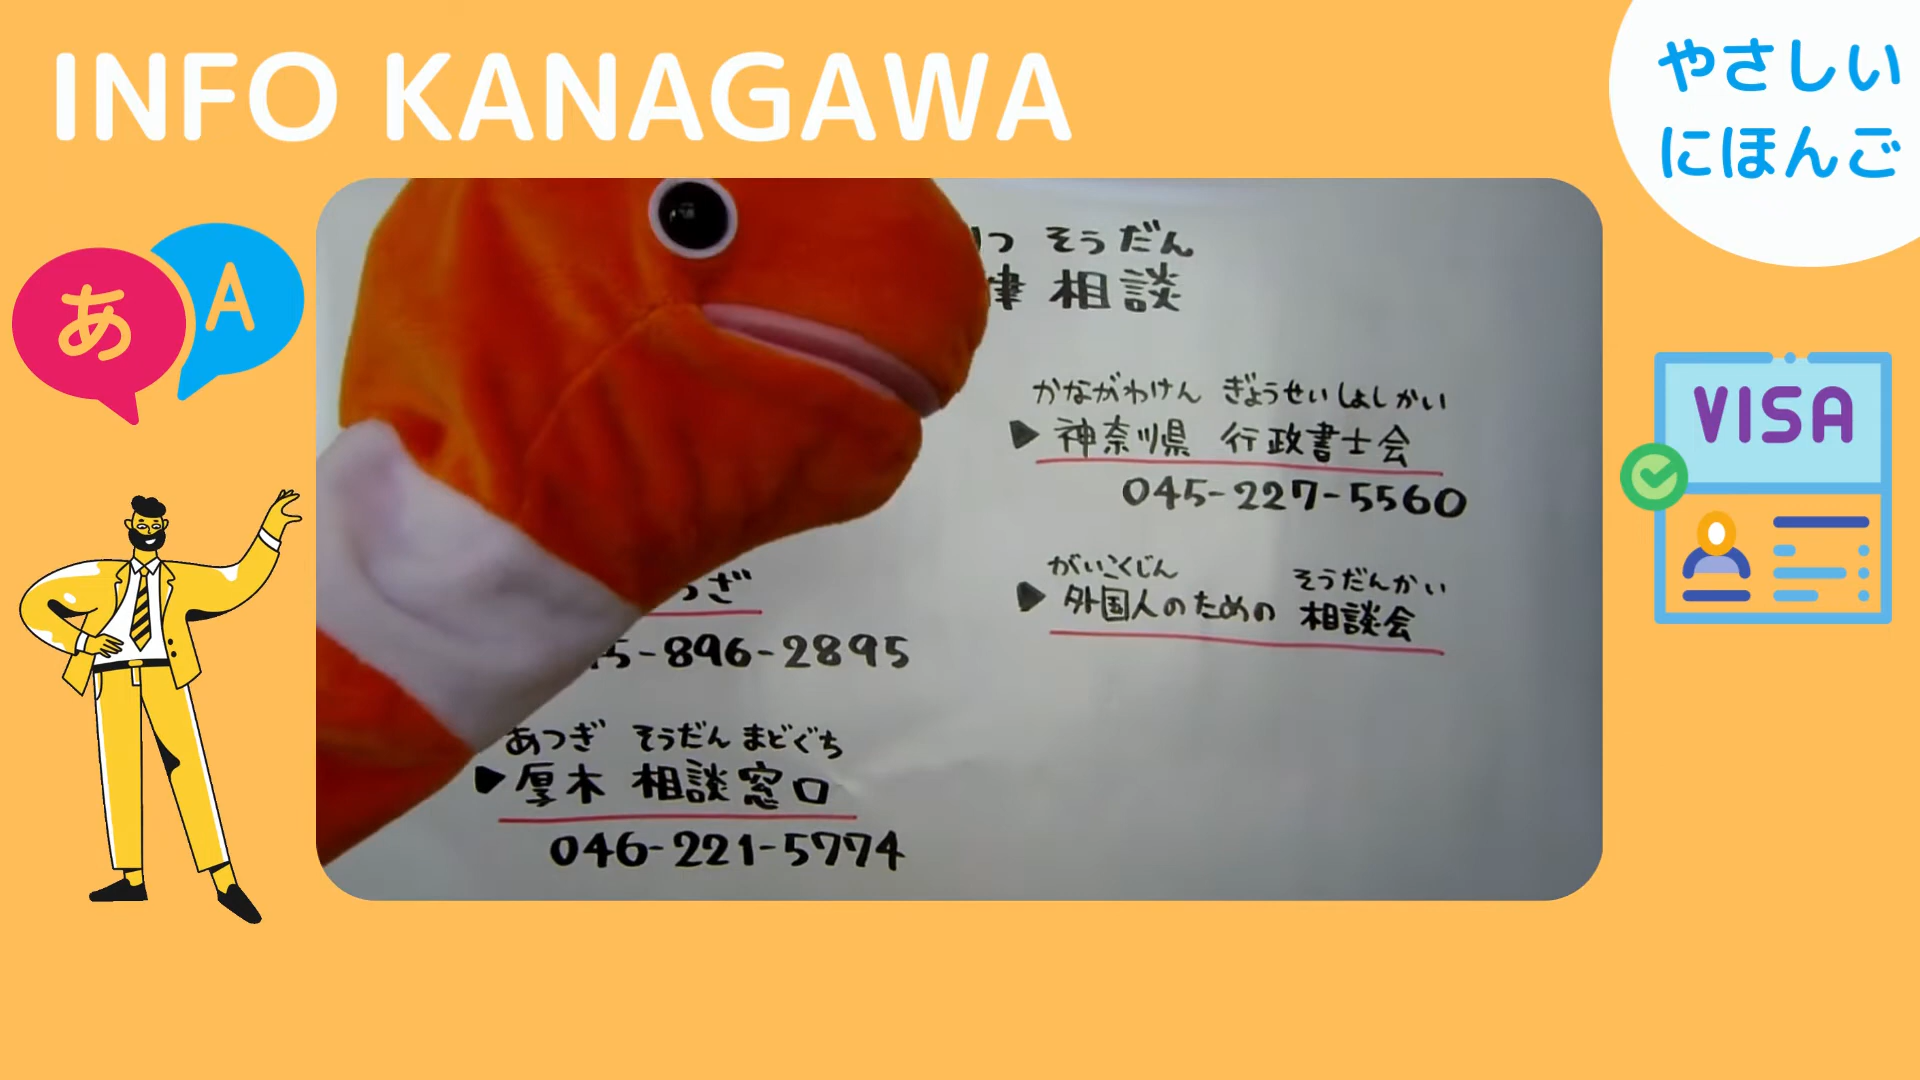 INFO KANAGAWA
やさしい
にほんご
あ
A
つ そうだん
律 相談
かながわけん ぎょうせいしょしかい
▶神奈川県 行政書士会
045-227-5560
がいこくじん そうだんかい
▶外国人のための 相談会
ざ
5-896-2895
あつぎ そうだん まどぐち
▶厚木 相談窓口
046-221-5774
VISA